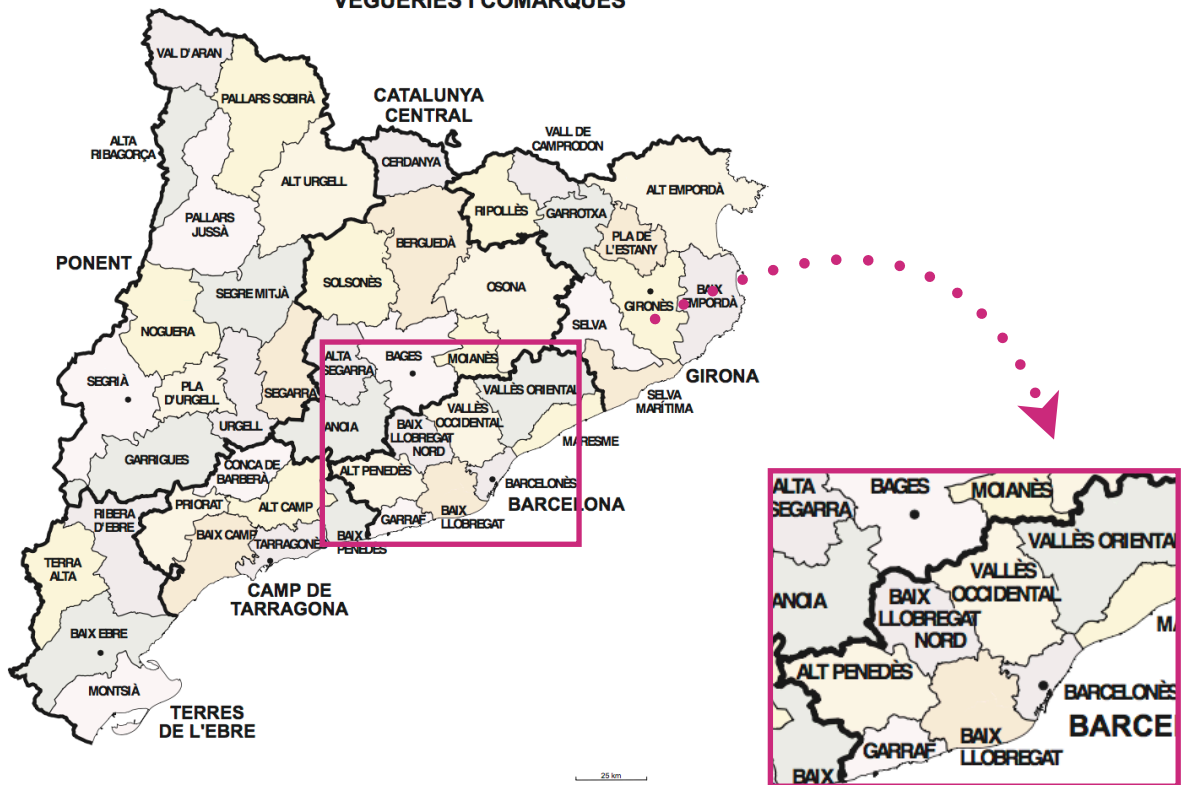 VEGUERIES I COMARQUES
VAL D'ARAN
PALLARS SOBIRÀ
CATALUNYA
CENTRAL
ALTA
RIBAGORÇA
VALL DE
CAMPRODON
CERDANYA
ALT URGELL
ALT EMPORDÀ
RIPOLLÈS
GARROTXA
PALLARS
JUSSÀ
BERGUEDÀ
PLA DE
L'ESTANY
PONENT
SEGRE MITJÀ
SOLSONÈS
OSONA
GIRONÈS
BAIX
EMPORDÀ
NOGUERA
SELVA
ALTA
SEGARRA
BAGES
MOIANÈS
GIRONA
SEGRIÀ
PLA
D'URGELL
SEGARRA
VALLÈS ORIENTAL
SELVA
MARÍTIMA
URGELL
ANOIA
BAIX
LLOBREGAT
NORD
VALLÈS
OCCIDENTAL
MARESME
GARRIGUES
CONCA DE
BARBERÀ
ALT PENEDÈS
BARCELONÈS
BARCELONA
RIBERA
D'EBRE
PRIORAT
ALT CAMP
GARRAF
BAIX
LLOBREGAT
BAIX CAMP
TARRAGONÈS
BAIX
PENEDÈS
TERRA
ALTA
CAMP DE
TARRAGONA
BAIX EBRE
MONTSIÀ
TERRES
DE L'EBRE
25 km
ALTA
SEGARRA
BAGES
MOIANÈS
VALLÈS ORIENTA
ANOIA
BAIX
LLOBREGAT
NORD
VALLÈS
OCCIDENTAL
MA
ALT PENEDÈS
BARCELONÈS
BARCE
GARRAF
BAIX
LLOBREGAT
BAIX